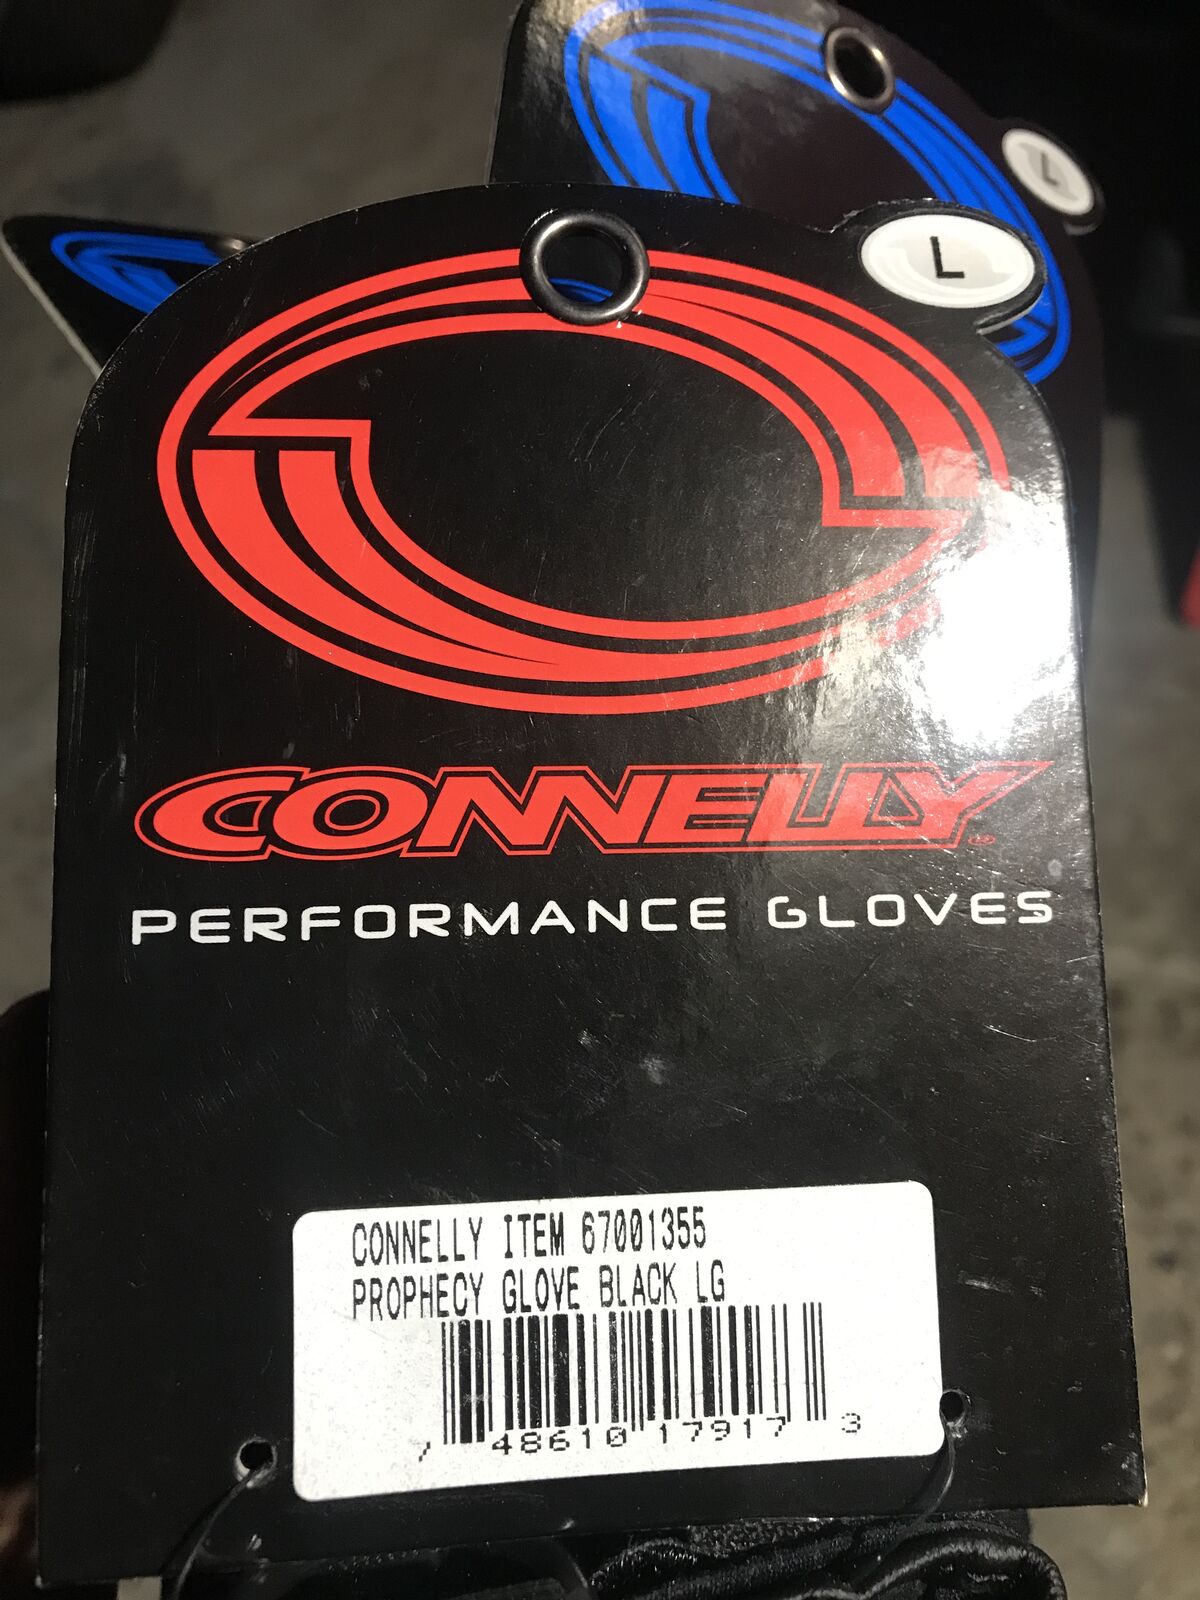 L
L
CONNELLY
PERFORMANCE GLOVES
CONNELLY ITEM 67001355
PROPHECY GLOVE BLACK LG
7 48610 17917 3